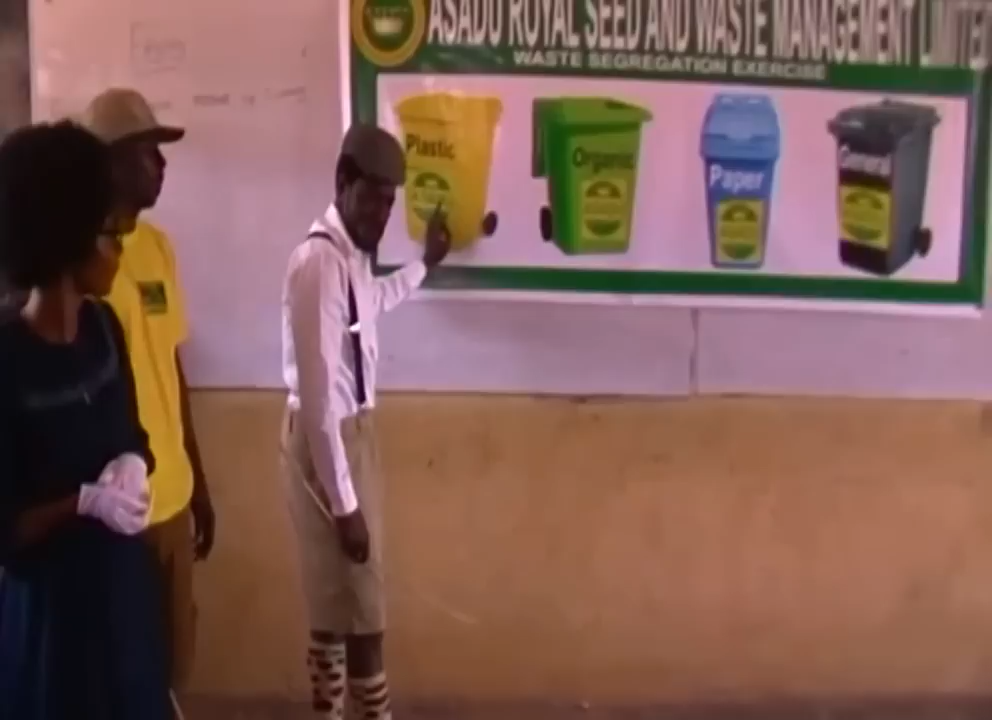 ASADU ROYAL SEED AND WASTE MANAGEMENT LIMITED
WASTE SEGREGATION EXERCISE
Plastic
Organic
Paper
General